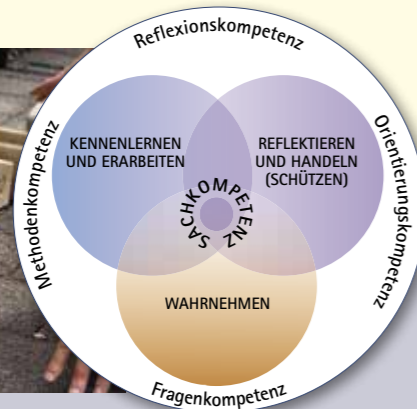 Reflexionskompetenz
Methodenkompetenz
Orientierungskompetenz
KENNENLERNEN
UND ERARBEITEN
REFLEKTIEREN
UND HANDELN
(SCHÜTZEN)
SACHKOMPETENZ
WAHRNEHMEN
Fragenkompetenz